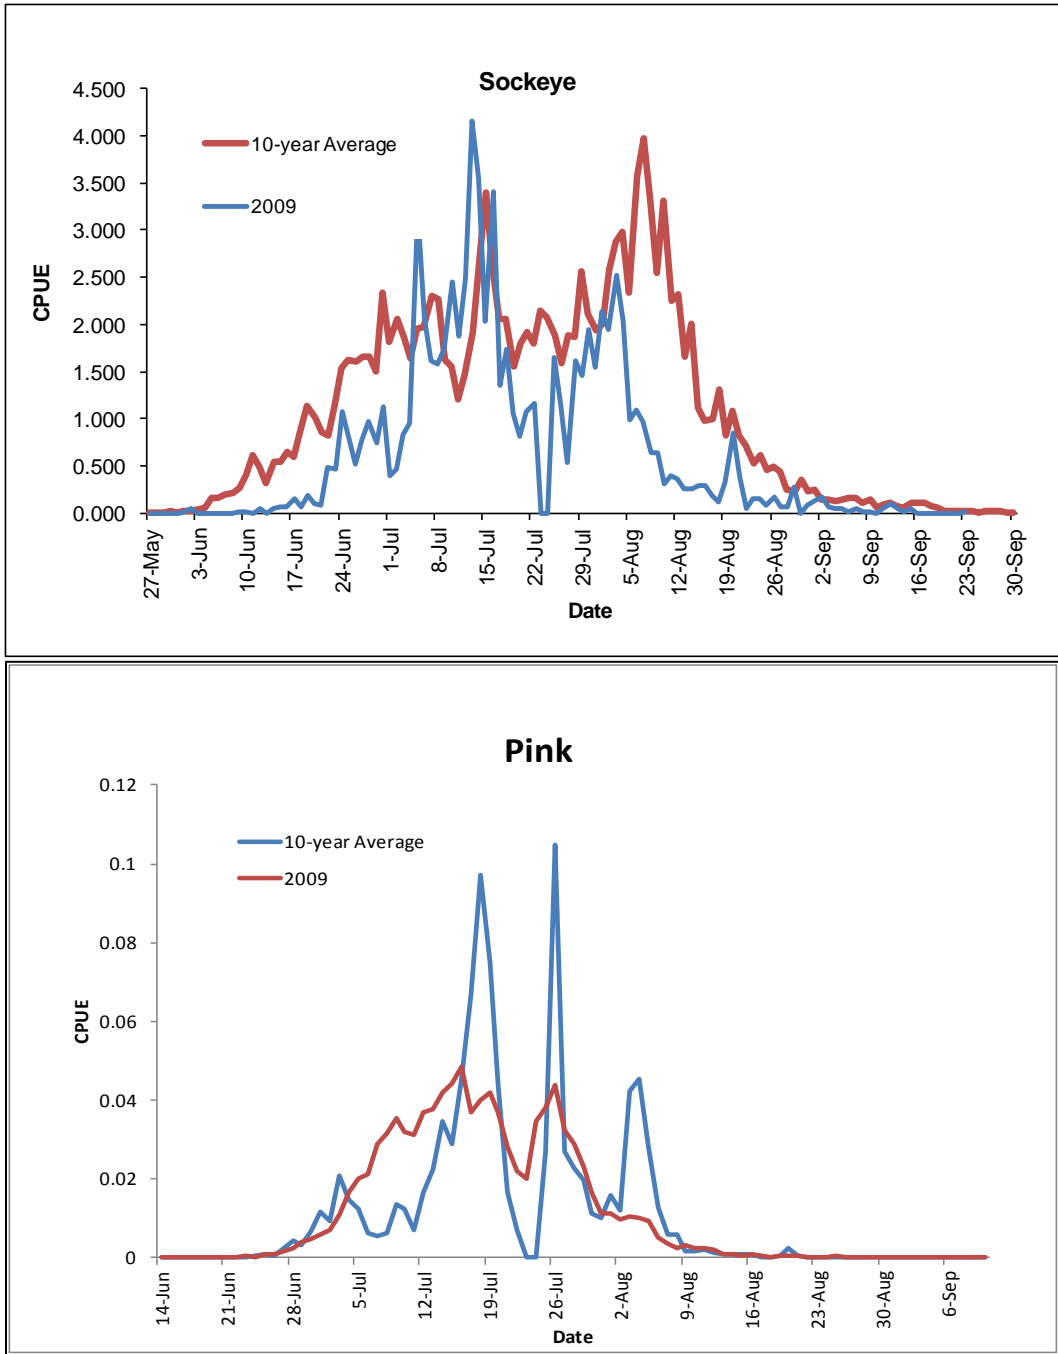 Sockeye
4.500
4.000
3.500
3.000
2.500
2.000
1.500
1.000
0.500
0.000
CPUE
10-year Average
2009
27-May
3-Jun
10-Jun
17-Jun
24-Jun
1-Jul
8-Jul
15-Jul
22-Jul
29-Jul
5-Aug
12-Aug
19-Aug
26-Aug
2-Sep
9-Sep
16-Sep
23-Sep
30-Sep
Date
Pink
0.12
0.1
0.08
0.06
0.04
0.02
0
CPUE
10-year Average
2009
14-Jun
21-Jun
28-Jun
5-Jul
12-Jul
19-Jul
26-Jul
2-Aug
9-Aug
16-Aug
23-Aug
30-Aug
6-Sep
Date